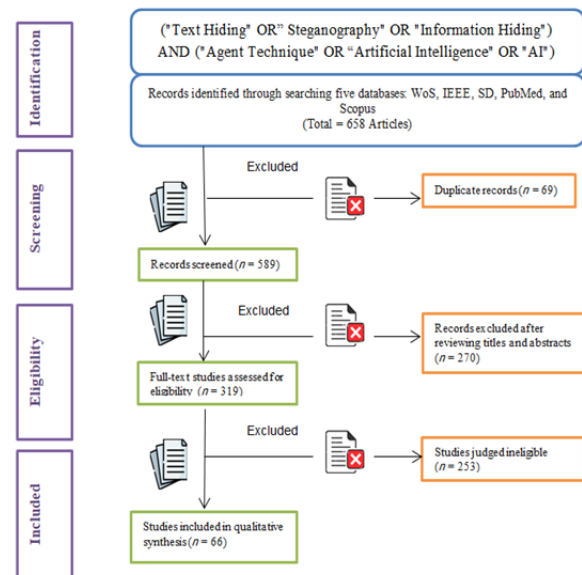 ("Text Hiding" OR” Steganography" OR "Information Hiding")
AND ("Agent Technique" OR “Artificial Intelligence" OR "AI")
Identification
Records identified through searching five databases: WoS, IEEE, SD, PubMed, and
Scopus
(Total = 658 Articles)
Screening
Excluded
Duplicate records (n = 69)
Records screened (n = 589)
Eligibility
Excluded
Records excluded after
reviewing titles and abstracts
(n = 270)
Full-text studies assessed for
eligibility (n = 319)
Excluded
Studies judged ineligible
(n = 253)
Included
Studies included in qualitative
synthesis (n = 66)